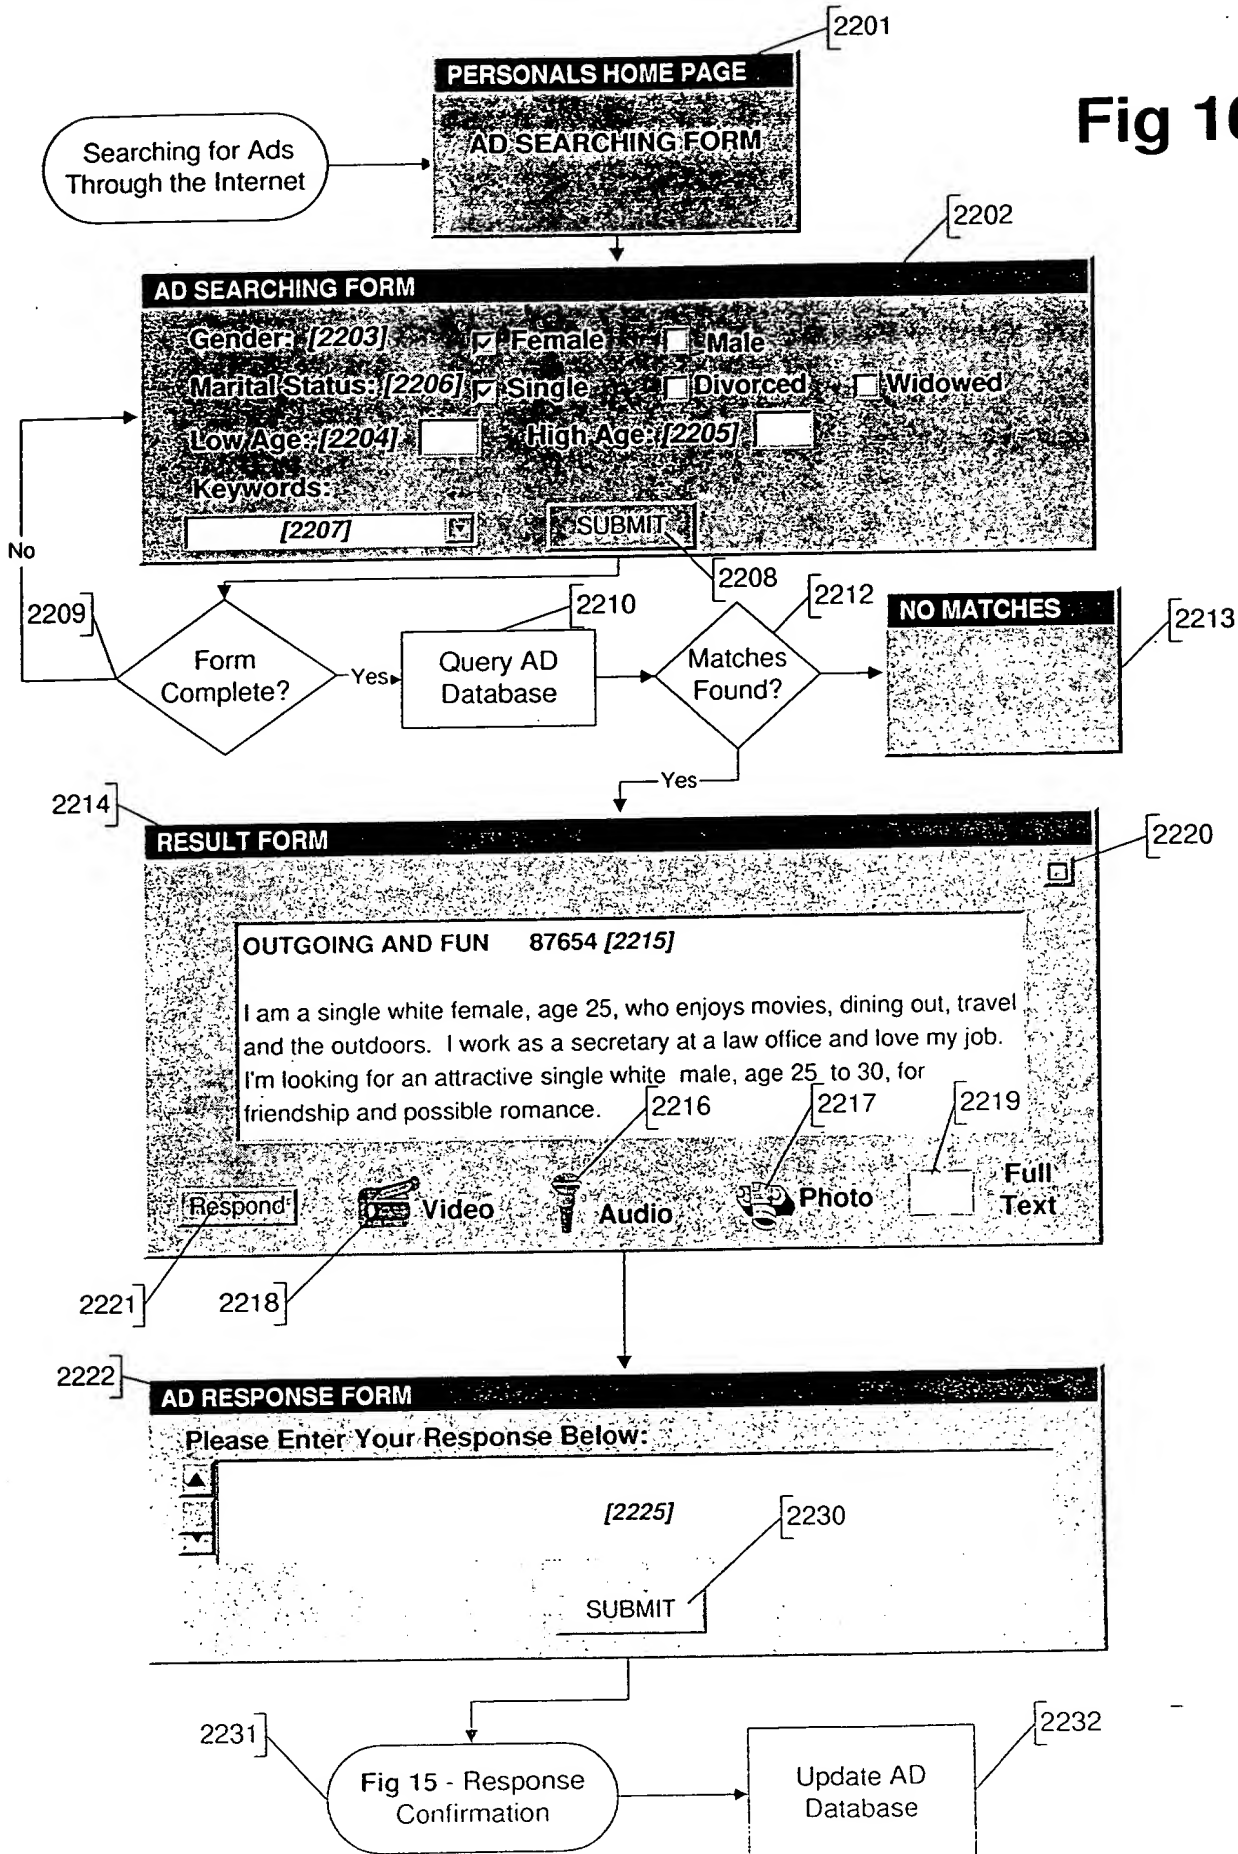 2201
PERSONALS HOME PAGE
AD SEARCHING FORM
Fig
Searching for Ads
Through the Internet
2202
AD SEARCHING FORM
Gender: [2203] Female Male
Marital Status: [2206] Single Divorced Widowed
Low Age: [2204] High Age: [2205]
Keywords:
[2207] SUBMIT
No
2208
2209
2210
2212
2213
Form
Complete?
Yes
Query AD
Database
Matches
Found?
NO MATCHES
Yes
2214
RESULT FORM
2220
OUTGOING AND FUN 87654 [2215]
I am a single white female, age 25, who enjoys movies, dining out, travel
and the outdoors. I work as a secretary at a law office and love my job.
I'm looking for an attractive single white male, age 25 to 30, for
friendship and possible romance.
2216
2217
2219
Respond
Video
Audio
Photo
Full
Text
2221
2218
2222
AD RESPONSE FORM
Please Enter Your Response Below:
[2225]
2230
SUBMIT
2231
2232
Fig 15 - Response
Confirmation
Update AD
Database